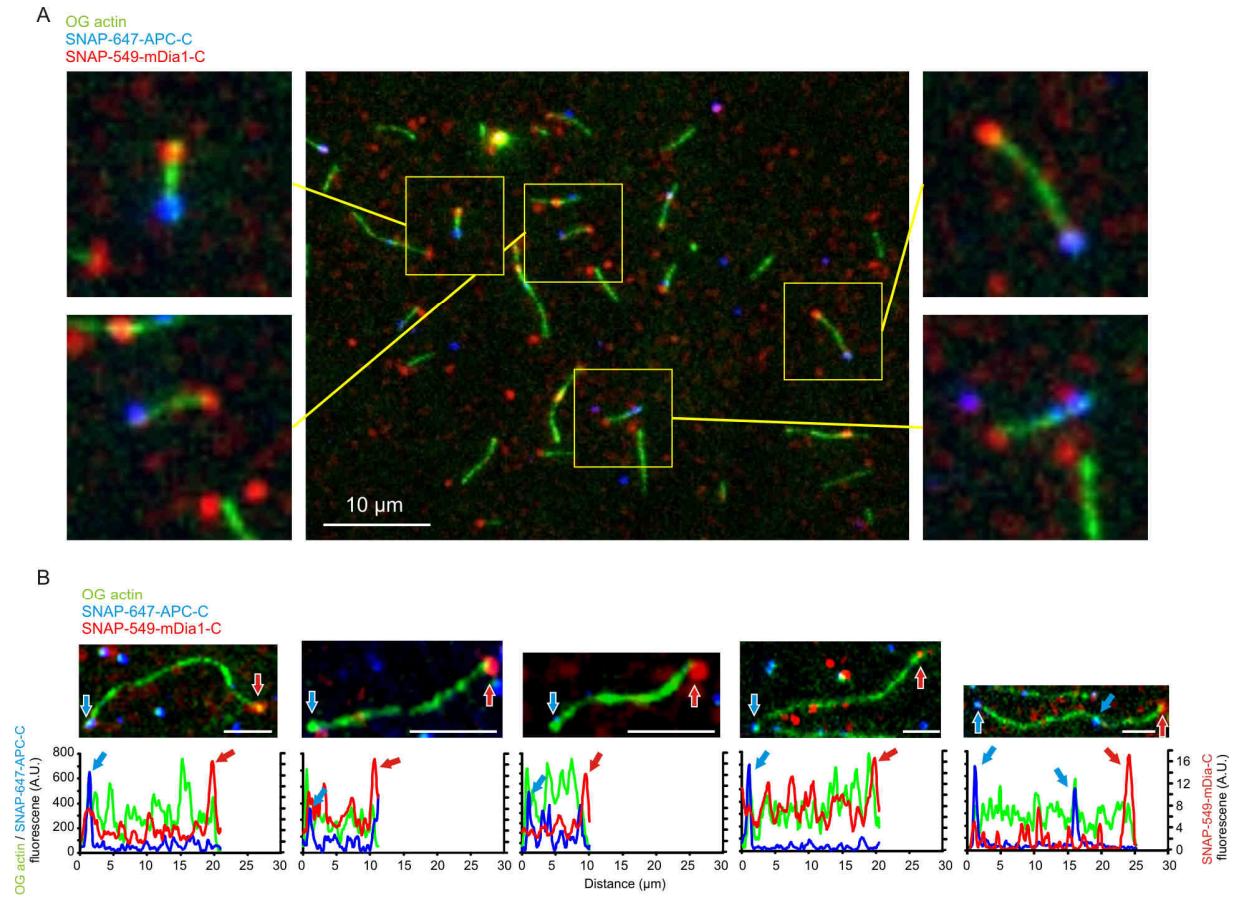 A
OG actin
SNAP-647-APC-C
SNAP-549-mDia1-C
10 µm
B
OG actin
SNAP-647-APC-C
SNAP-549-mDia1-C
OG actin / SNAP-647-APC-C
fluorescene (A.U.)
800
600
400
200
0
0 5 10 15 20 25 30
0 5 10 15 20 25 30
0 5 10 15 20 25 30
0 5 10 15 20 25 30
0 5 10 15 20 25 30
16
12
8
4
0
SNAP-549-mDia-C
fluorescene (A.U.)
Distance (µm)